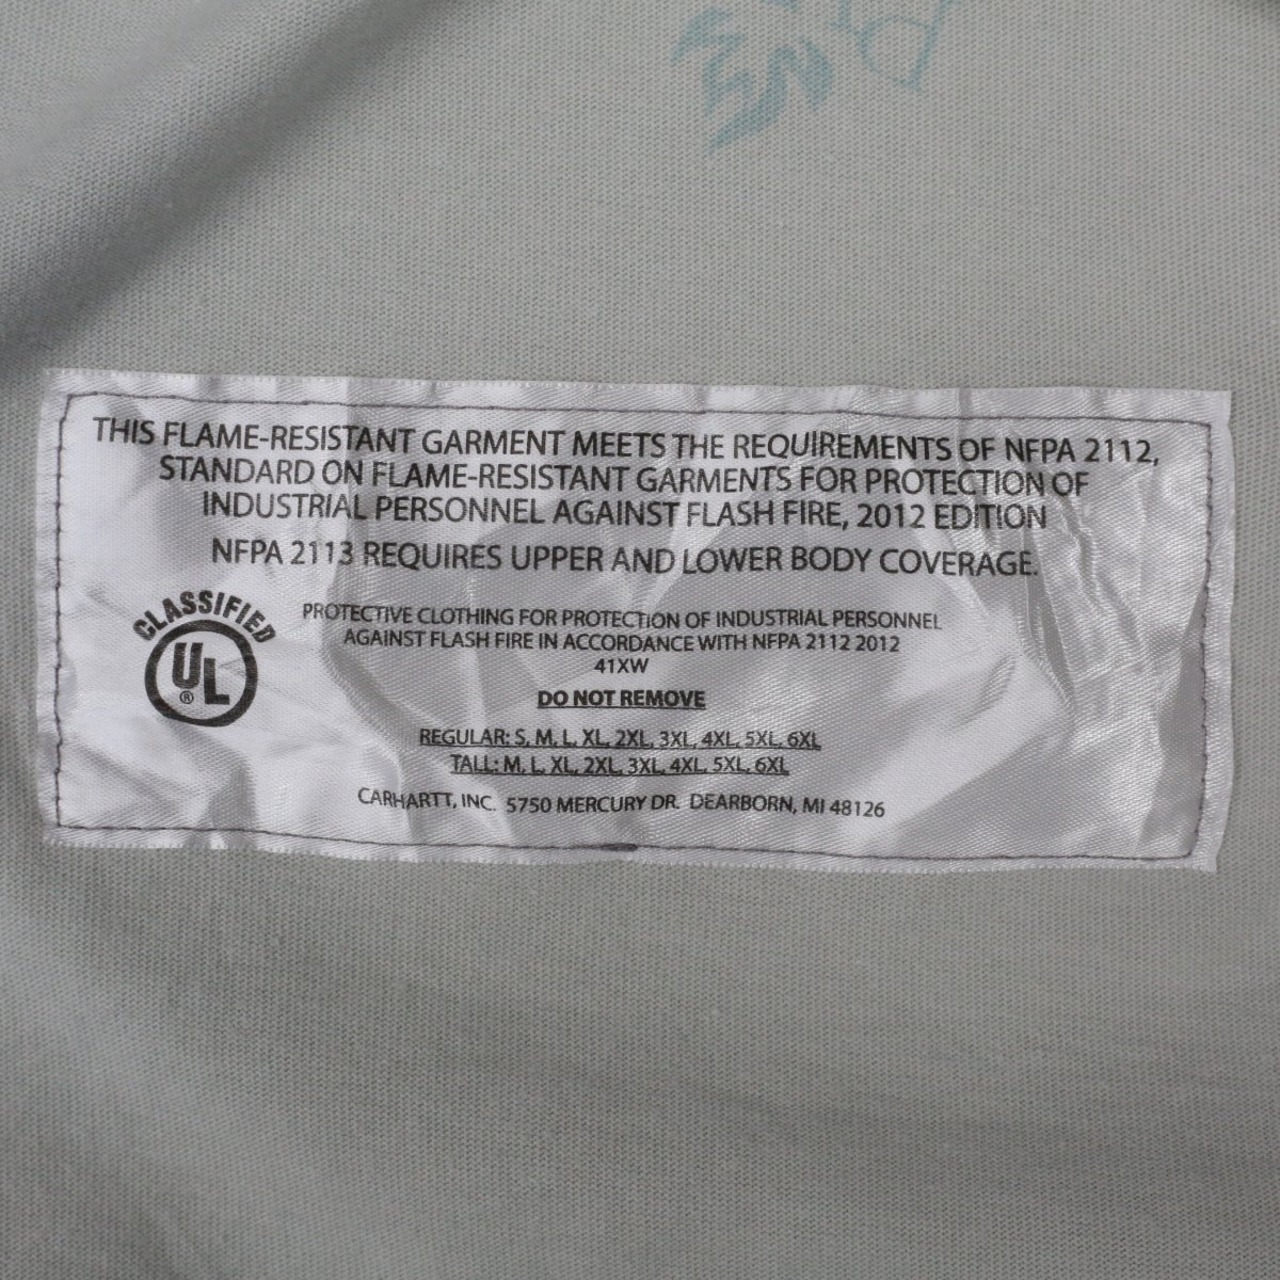 THIS FLAME-RESISTANT GARMENT MEETS THE REQUIREMENTS OF NFPA 2112,
STANDARD ON FLAME-RESISTANT GARMENTS FOR PROTECTION OF
INDUSTRIAL PERSONNEL AGAINST FLASH FIRE, 2012 EDITION
NFPA 2113 REQUIRES UPPER AND LOWER BODY COVERAGE.
CLASSIFIED
UL
®
PROTECTIVE CLOTHING FOR PROTECTION OF INDUSTRIAL PERSONNEL
AGAINST FLASH FIRE IN ACCORDANCE WITH NFPA 2112 2012
41XW
DO NOT REMOVE
REGULAR: S, M, L, XL, 2XL, 3XL, 4XL, 5XL, 6XL
TALL: M, L, XL, 2XL, 3XL, 4XL, 5XL, 6XL
CARHARTT, INC. 5750 MERCURY DR. DEARBORN, MI 48126